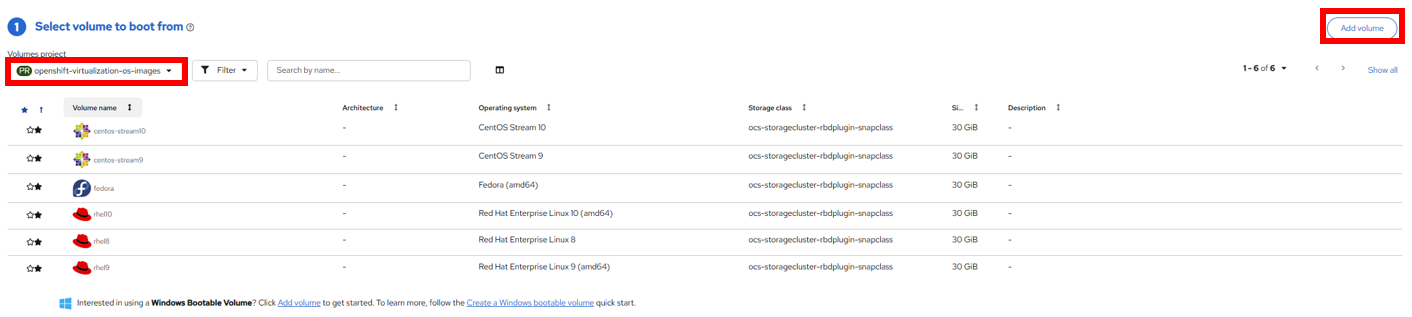 1 Select volume to boot from
Add volume
Volumes project
PR openshift-virtualization-os-images Filter Search by name... 1 - 6 of 6 Show all
Volume name Architecture Operating system Storage class Si... Description
centos-stream10 - CentOS Stream 10 ocs-storagecluster-rbdplugin-snapclass 30 GiB -
centos-stream9 - CentOS Stream 9 ocs-storagecluster-rbdplugin-snapclass 30 GiB -
fedora - Fedora (amd64) ocs-storagecluster-rbdplugin-snapclass 30 GiB -
rhel10 - Red Hat Enterprise Linux 10 (amd64) ocs-storagecluster-rbdplugin-snapclass 30 GiB -
rhel8 - Red Hat Enterprise Linux 8 ocs-storagecluster-rbdplugin-snapclass 30 GiB -
rhel9 - Red Hat Enterprise Linux 9 (amd64) ocs-storagecluster-rbdplugin-snapclass 30 GiB -
Interested in using a Windows Bootable Volume? Click Add volume to get started. To learn more, follow the Create a Windows bootable volume quick start.